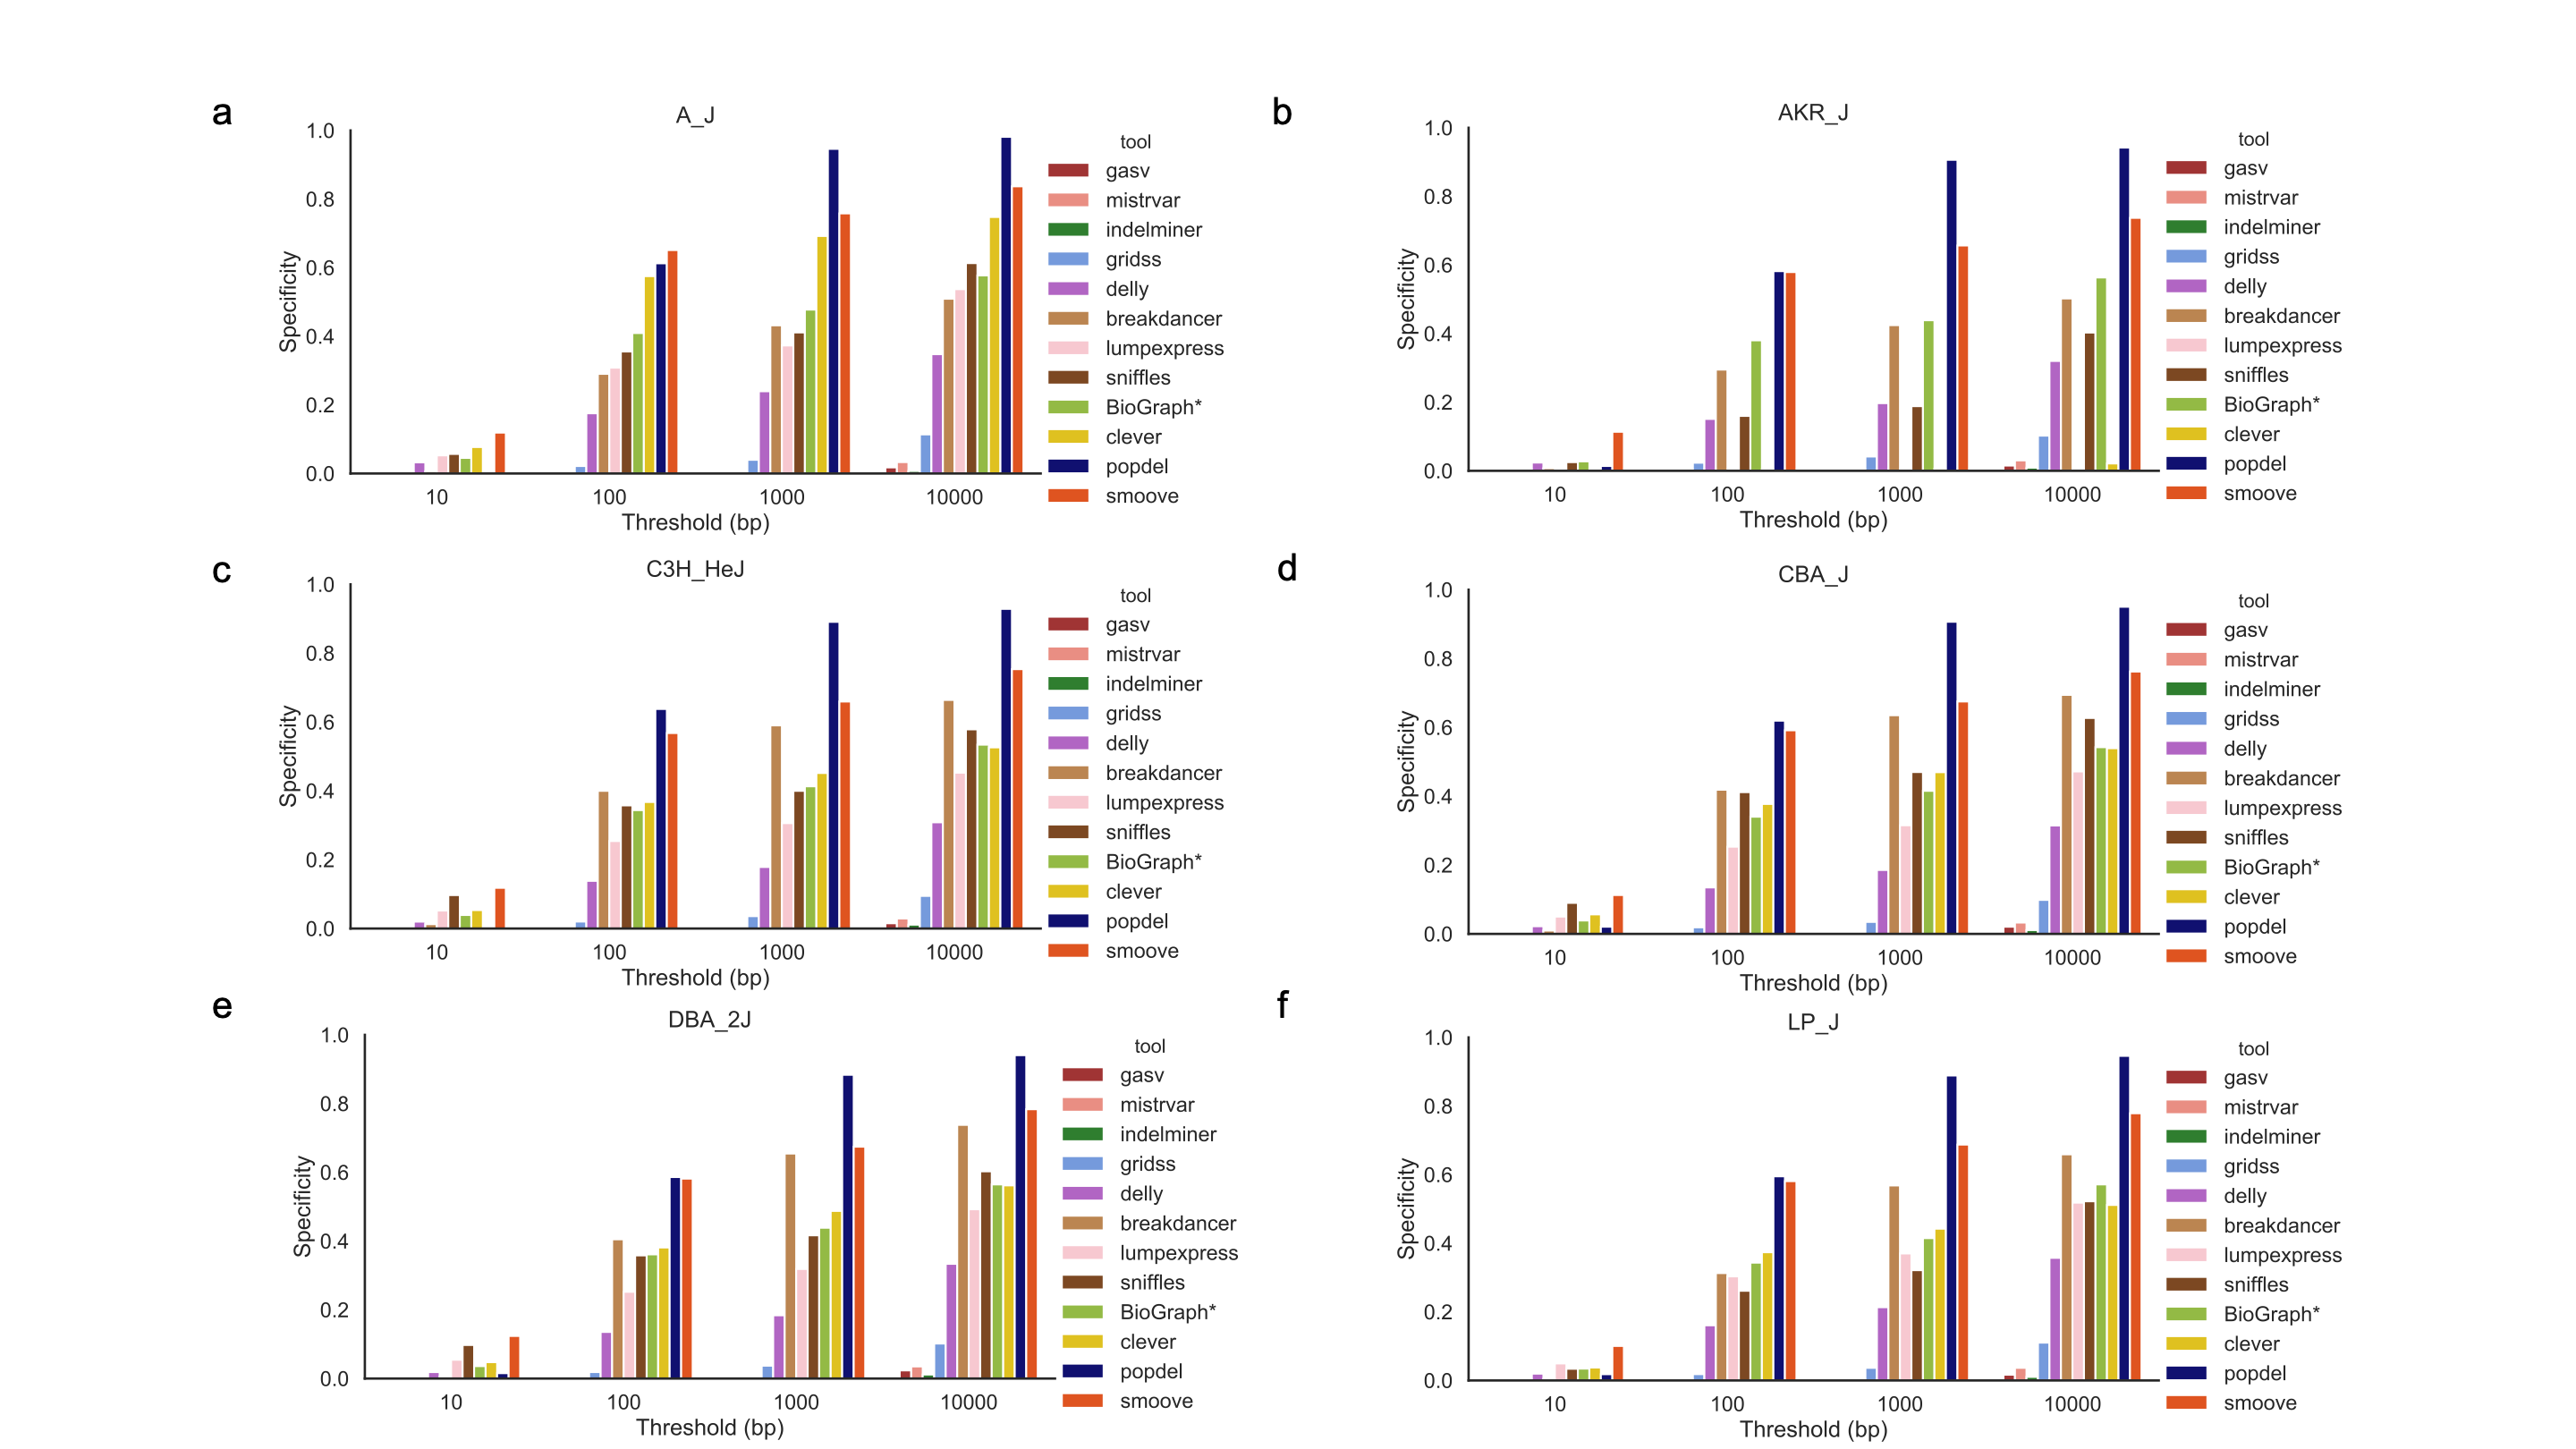 a
A_J
1.0
0.8
0.6
0.4
0.2
0.0
Specificity
10 100 1000 10000
Threshold (bp)
tool
gasv
mistrvar
indelminer
gridss
delly
breakdancer
lumpexpress
sniffles
BioGraph*
clever
popdel
smoove
b
AKR_J
1.0
0.8
0.6
0.4
0.2
0.0
Specificity
10 100 1000 10000
Threshold (bp)
tool
gasv
mistrvar
indelminer
gridss
delly
breakdancer
lumpexpress
sniffles
BioGraph*
clever
popdel
smoove
c
C3H_HeJ
1.0
0.8
0.6
0.4
0.2
0.0
Specificity
10 100 1000 10000
Threshold (bp)
tool
gasv
mistrvar
indelminer
gridss
delly
breakdancer
lumpexpress
sniffles
BioGraph*
clever
popdel
smoove
d
CBA_J
1.0
0.8
0.6
0.4
0.2
0.0
Specificity
10 100 1000 10000
Threshold (bp)
tool
gasv
mistrvar
indelminer
gridss
delly
breakdancer
lumpexpress
sniffles
BioGraph*
clever
popdel
smoove
e
DBA_2J
1.0
0.8
0.6
0.4
0.2
0.0
Specificity
10 100 1000 10000
Threshold (bp)
tool
gasv
mistrvar
indelminer
gridss
delly
breakdancer
lumpexpress
sniffles
BioGraph*
clever
popdel
smoove
f
LP_J
1.0
0.8
0.6
0.4
0.2
0.0
Specificity
10 100 1000 10000
Threshold (bp)
tool
gasv
mistrvar
indelminer
gridss
delly
breakdancer
lumpexpress
sniffles
BioGraph*
clever
popdel
smoove